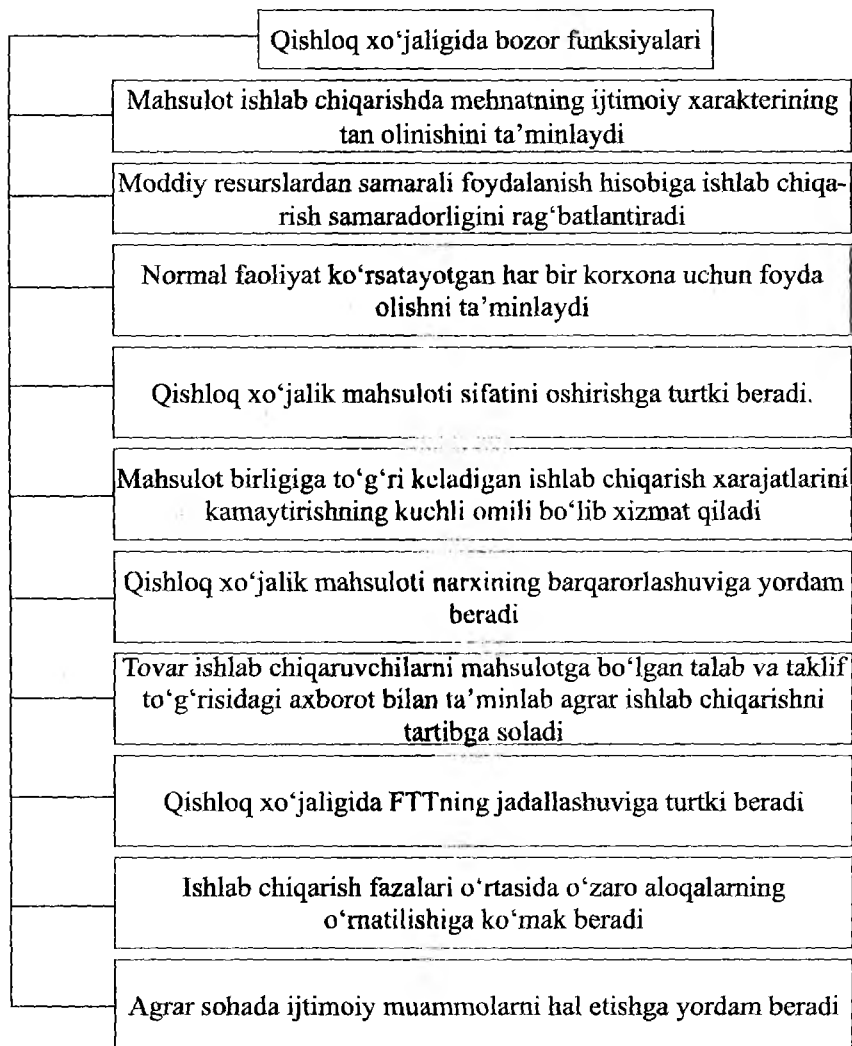 Qishloq xo‘jaligida bozor funksiyalari
Mahsulot ishlab chiqarishda mehnatning ijtimoiy xarakterining
tan olinishini ta’minlaydi
Moddiy resurslardan samarali foydalanish hisobiga ishlab chiqa-
rish samaradorligini rag‘batlantiradi
Normal faoliyat ko‘rsatayotgan har bir korxona uchun foyda
olishni ta’minlaydi
Qishloq xo‘jalik mahsuloti sifatini oshirishga turtki beradi.
Mahsulot birligiga to‘g‘ri keladigan ishlab chiqarish xarajatlarini
kamaytirishning kuchli omili bo‘lib xizmat qiladi
Qishloq xo‘jalik mahsuloti narxining barqarorlashuviga yordam
beradi
Tovar ishlab chiqaruvchilarni mahsulotga bo‘lgan talab va taklif
to‘g‘risidagi axborot bilan ta’minlab agrar ishlab chiqarishni
tartibga soladi
Qishloq xo‘jaligida FTTning jadallashuviga turtki beradi
Ishlab chiqarish fazalari o‘rtasida o‘zaro aloqalarning
o‘rnatilishiga ko‘mak beradi
Agrar sohada ijtimoiy muammolarni hal etishga yordam beradi